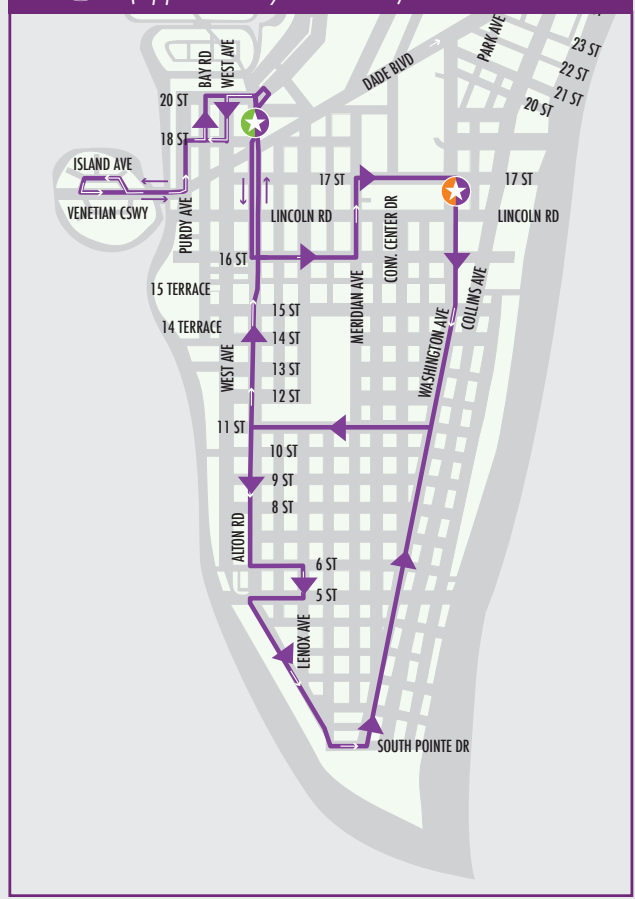 23 ST
22 ST
21 ST
20 ST
PARK AVE
DADE BLVD
WEST AVE
BAY RD
20 ST
18 ST
ISLAND AVE
VENETIAN CSWY
PURDY AVE
17 ST
17 ST
LINCOLN RD
LINCOLN RD
CONV. CENTER DR
MERIDIAN AVE
16 ST
COLLINS AVE
WASHINGTON AVE
15 TERRACE
15 ST
14 TERRACE
14 ST
WEST AVE
13 ST
12 ST
11 ST
10 ST
9 ST
8 ST
ALTON RD
6 ST
5 ST
LENOX AVE
SOUTH POINTE DR